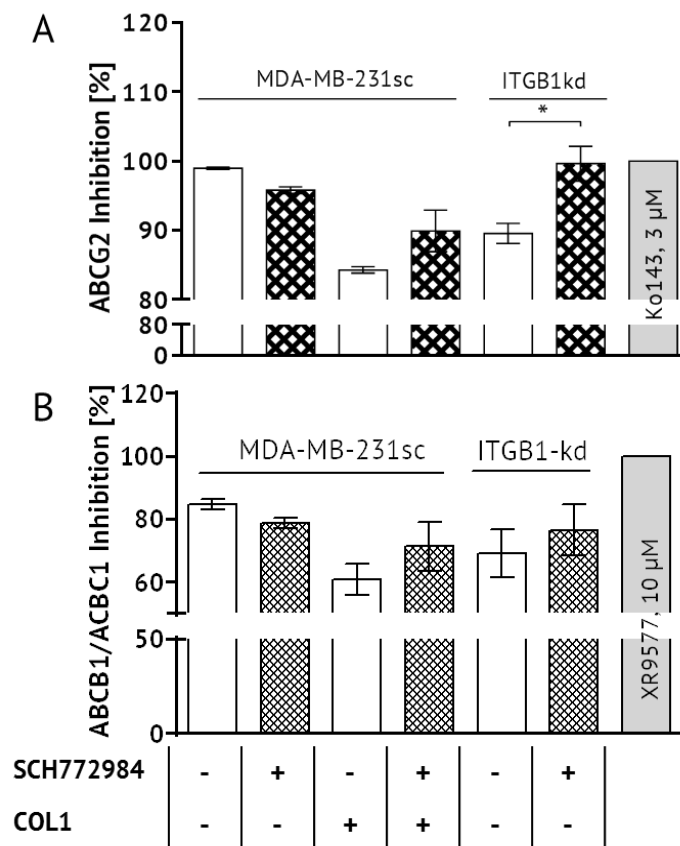 A
ABCG2 Inhibition [%]
120
110
100
90
80
80
0
MDA-MB-231sc
ITGB1kd
*
Ko143, 3 µM
B
ABCB1/ACBC1 Inhibition [%]
120
100
80
60
50
0
MDA-MB-231sc
ITGB1-kd
XR9577, 10 µM
SCH772984 - + - + - +
COL1 - - + + - -